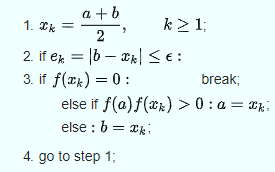 1. x_k = (a + b)/2, k ≥ 1;
2. if e_k = |b − x_k| ≤ ϵ :
3. if f(x_k) = 0 : break;
else if f(a)f(x_k) > 0 : a = x_k;
else : b = x_k;
4. go to step 1;